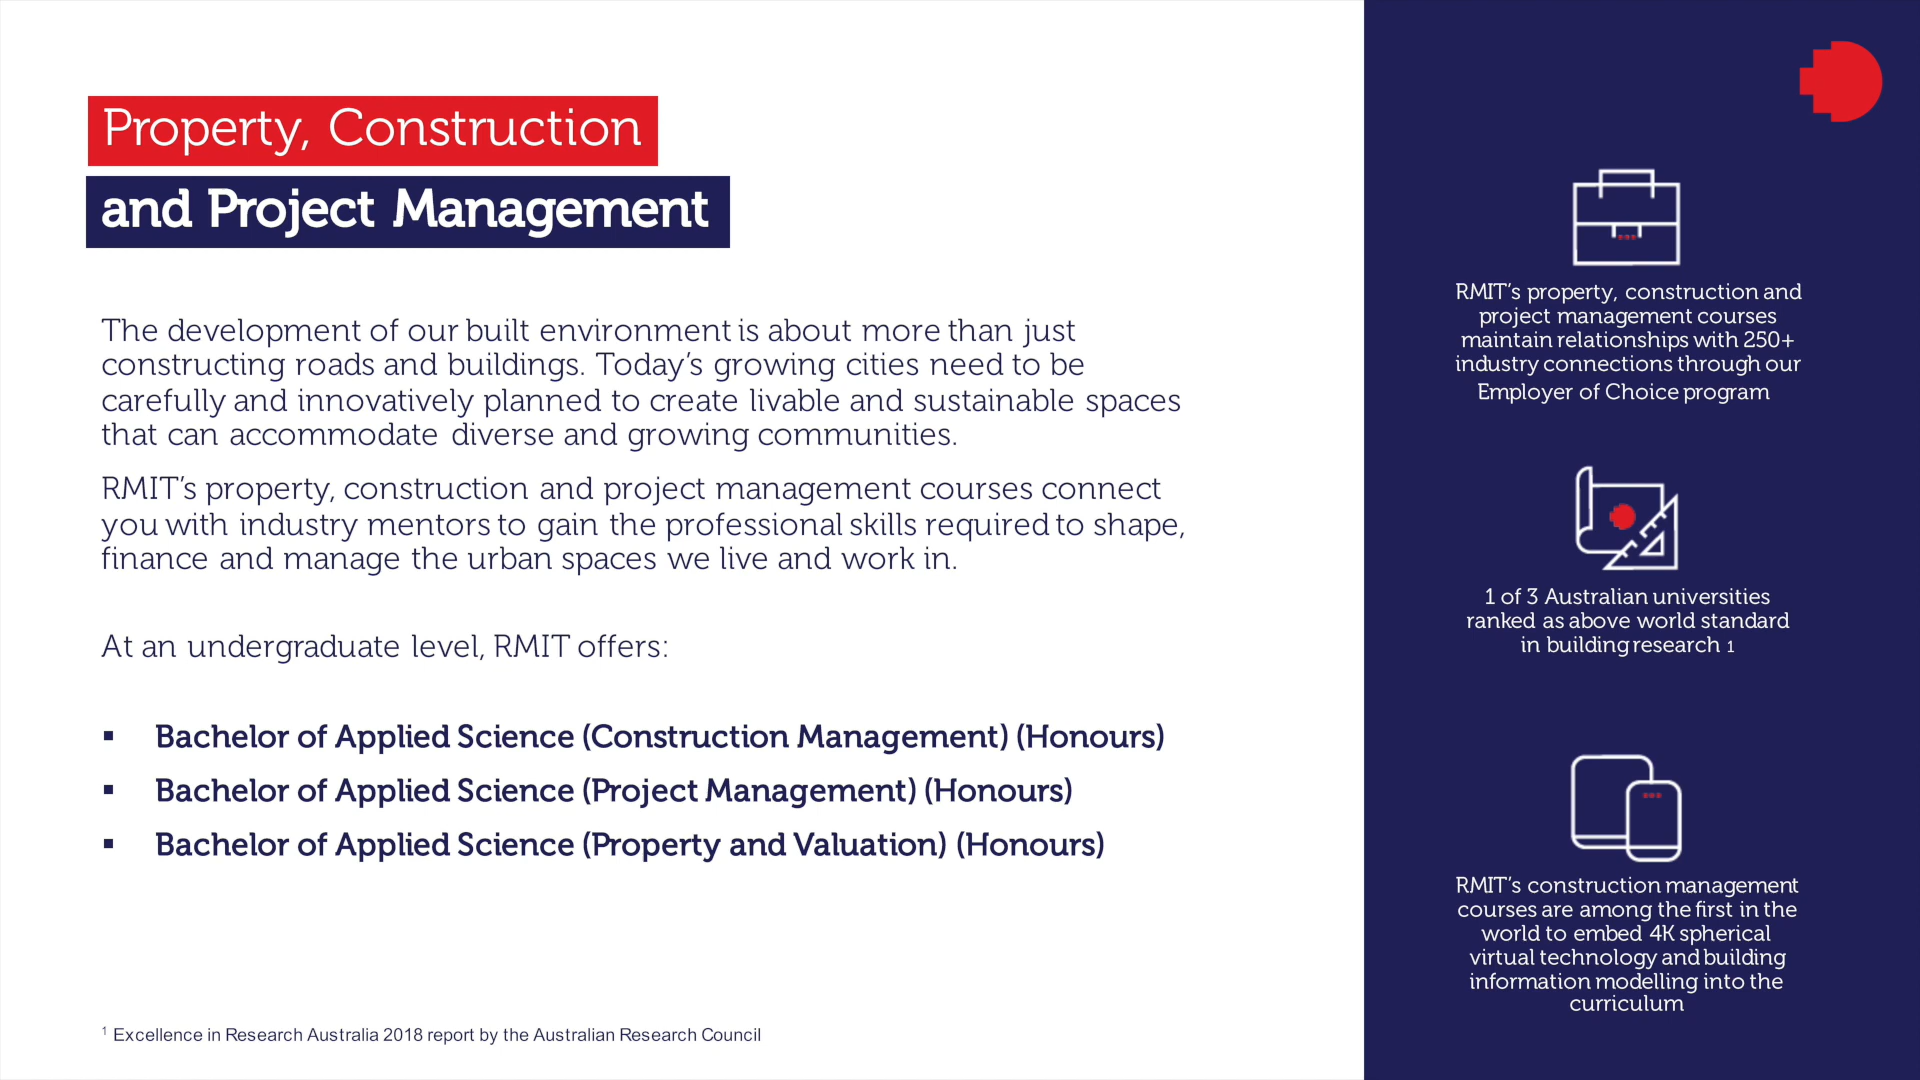 Property, Construction
and Project Management
The development of our built environment is about more than just
constructing roads and buildings. Today’s growing cities need to be
carefully and innovatively planned to create livable and sustainable spaces
that can accommodate diverse and growing communities.
RMIT’s property, construction and project management courses connect
you with industry mentors to gain the professional skills required to shape,
finance and manage the urban spaces we live and work in.
At an undergraduate level, RMIT offers:
▪ Bachelor of Applied Science (Construction Management) (Honours)
▪ Bachelor of Applied Science (Project Management) (Honours)
▪ Bachelor of Applied Science (Property and Valuation) (Honours)
1 Excellence in Research Australia 2018 report by the Australian Research Council
RMIT’s property, construction and
project management courses
maintain relationships with 250+
industry connections through our
Employer of Choice program
1 of 3 Australian universities
ranked as above world standard
in building research 1
RMIT’s construction management
courses are among the first in the
world to embed 4K spherical
virtual technology and building
information modelling into the
curriculum